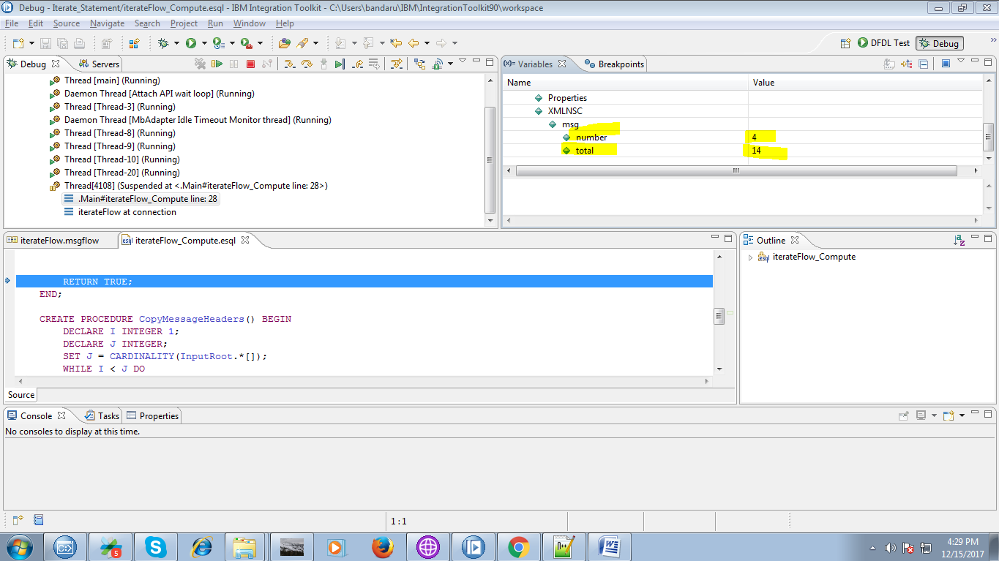 Debug - Iterate_Statement/iterateFlow_Compute.esql - IBM Integration Toolkit - C:\Users\bandaru\IBM\IntegrationToolkit90\workspace
File Edit Source Navigate Search Project Run Window Help
DFDL Test Debug
Debug Servers
Thread [main] (Running)
Daemon Thread [Attach API wait loop] (Running)
Thread [Thread-3] (Running)
Daemon Thread [MbAdapter Idle Timeout Monitor thread] (Running)
Thread [Thread-8] (Running)
Thread [Thread-9] (Running)
Thread [Thread-10] (Running)
Thread [Thread-20] (Running)
Thread[4108] (Suspended at <.Main#iterateFlow_Compute line: 28>)
.Main#iterateFlow_Compute line: 28
iterateFlow at connection
(x)= Variables Breakpoints
Name Value
Properties
XMLNSC
msg
number 4
total 14
iterateFlow.msgflow esql iterateFlow_Compute.esql
RETURN TRUE;
END;
CREATE PROCEDURE CopyMessageHeaders() BEGIN
DECLARE I INTEGER 1;
DECLARE J INTEGER;
SET J = CARDINALITY(InputRoot.*[]);
WHILE I < J DO
Source
Outline
esql iterateFlow_Compute
Console Tasks Properties
No consoles to display at this time.
1:1
5
4:29 PM
12/15/2017